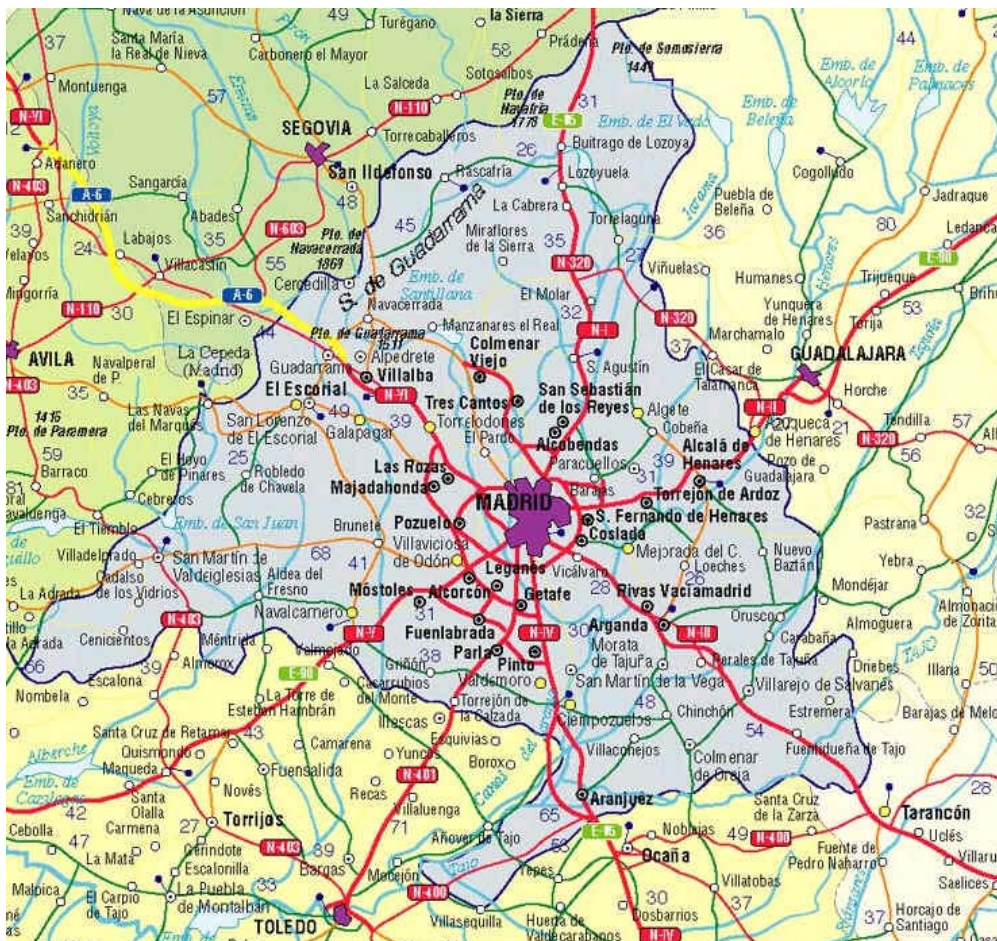 Nava de la Asunción
49
Turégano
la Sierra
37
Santa María
la Real de Nieva
Carbonero el Mayor
58
Prádena
Pto. de Somosierra
44
Emb. de
Alcorlo
Emb. de
Montuenga
57
La Salceda
Sotosalbos
Pto. de
Navafría
1778
31
N-VI
N-110
SEGOVIA
Torrecaballeros
E-5
Emb. de El Vado
Emb. de
Beleña
Voltoya
Adanero
26
Buitrago de Lozoya
San Ildefonso
Rascafría
Lozoyuela
Cogolludo
N-403
A-6
Sangarcía
48
Jadraque
Sanchidrián
Abades
La Cabrera
Jarama
Puebla de
Beleña
N-603
45
Torrelaguna
Ledanca
39
24
Labajos
35
Pto. de
Navacerrada
Miraflores
de la Sierra
35
27
36
80
E-90
Villacastín
55
S. de Guadarrama
N-320
Viñuelas
Henares
Cercedilla
Emb. de
Santillana
Humanes
Trijueque
Mingorría
A-6
El Molar
53
N-110
30
Navacerrada
32
N-320
Yunquera
de Henares
Torija
El Espinar
44
Manzanares el Real
N-I
Marchamalo
Pto. de Guadarrama
Colmenar
Viejo
37
GUADALAJARA
AVILA
La Cepeda
(Madrid)
Guadarrama
Alpedrete
S. Agustín
El Casar de
Talamanca
Navalperal
de P.
Villalba
Horche
N-403
El Escorial
N-VI
Tres Cantos
San Sebastián
de los Reyes
N-II
Las Navas
del Marqués
San Lorenzo
de El Escorial
49
39
Torrelodones
Algete
20
21
Tendilla
57
Pto. de Paramera
Galapagar
El Pardo
Alcobendas
Cobeña
Azuqueca
de Henares
N-320
59
25
Paracuellos
31
Alcalá de
Henares
56
Barraco
El Hoyo
de Pinares
Robledo
de Chavela
Las Rozas
39
Pozo de
Guadalajara
Majadahonda
Barajas
Torrejón de Ardoz
Cebreros
MADRID
32
El Tiemblo
Emb. de San Juan
Brunete
Pozuelo
S. Fernando de Henares
Pastrana
Coslada
Villaviciosa
de Odón
Mejorada del C.
Nuevo
Baztán
San Martín de
Valdeiglesias
68
41
Leganés
Vicálvaro
Loeches
Yebra
La Adrada
Cadalso
de los Vidrios
Aldea del
Fresno
Móstoles
Alcorcón
28
26
Mondéjar
Navalcarnero
31
Getafe
Rivas Vaciamadrid
Orusco
Almoguera
Almonacid
de Zorita
N-403
N-V
Fuenlabrada
N-IV
30
Arganda
N-III
Carabaña
Cenicientos
Méntrida
Parla
Morata
de Tajuña
TAJO
56
39
Almorox
Valmojado
Griñón
38
Pinto
Perales de Tajuña
Driebes
Illana
Escalona
E-90
Casarrubios
del Monte
Valdemoro
San Martín de la Vega
Villarejo de Salvanés
50
Nombela
La Torre de
Esteban Hambrán
Torrejón de
la Calzada
48
Estremera
Illescas
Ciempozuelos
Chinchón
Santa Cruz de Retamar
43
Esquivias
54
Quismondo
Camarena
Villaconejos
Fuentidueña de Tajo
Alberche
Yuncos
Borox
Colmenar
de Oreja
Maqueda
Fuensalida
N-401
Emb. de
Cazalegas
Santa
Olalla
Novés
Recas
Villaluenga
Aranjuez
28
Santa Cruz
de la Zarza
Tarancón
42
Carmena
Torrijos
71
65
E-5
Noblejas
Cebolla
47
27
Añover de Tajo
49
N-400
Uclés
La Mata
Gerindote
N-403
39
53
Ocaña
Fuente de
Pedro Naharro
Escalonilla
Bargas
Mocejón
Tajo
Yepes
Malpica
El Carpio
de Tajo
33
N-400
Villatobas
Saelices
La Puebla
de Montalbán
30
TOLEDO
Villasequilla
Huerta de
Valdecarábanos
Dosbarrios
37
Horcajo de
Santiago
N-IV